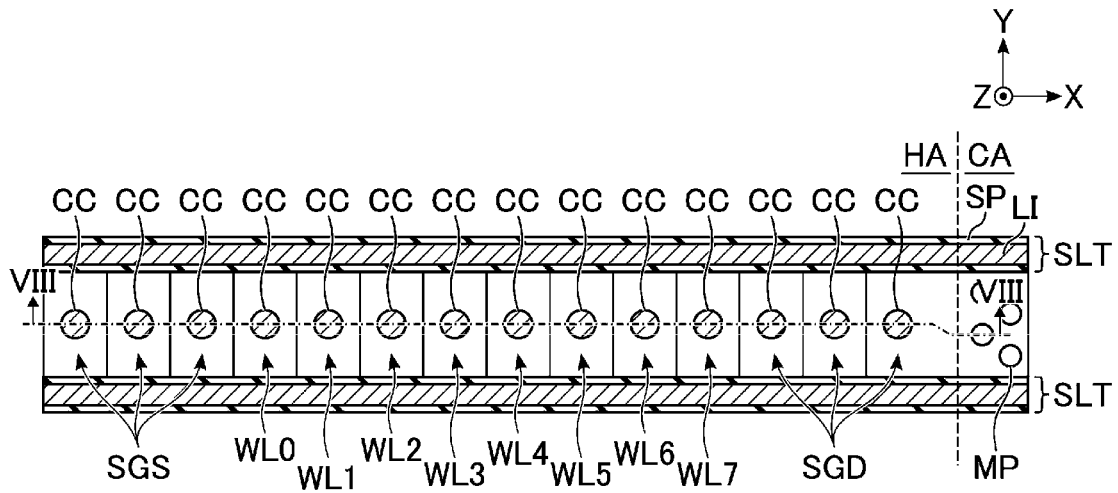 Y
Z X
HA CA
CC CC CC CC CC CC CC CC CC CC CC CC CC CC SP LI
SLT
VIII VIII
SLT
SGS WL0 WL1 WL2 WL3 WL4 WL5 WL6 WL7 SGD MP